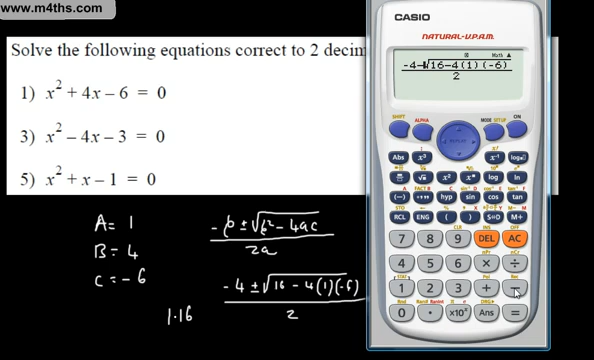 www.m4ths.com
Solve the following equations correct to 2 decim
1) x² + 4x – 6 = 0
3) x² – 4x – 3 = 0
5) x² + x – 1 = 0
A = 1
B = 4
C = -6
-b ± √b² - 4ac
2a
-4 ± √16 - 4(1)(-6)
2
1.16
CASIO
NATURAL-V.P.A.M.
Math ▲
-4-√16-4(1)(-6)
2
SHIFT ALPHA MODE SETUP ON
REPLAY
Abs x³ x⁻¹ log
√ x² log ln
(−) hyp sin cos tan
RCL ENG ( ) S⇔D M+
7 8 9 DEL AC
4 5 6 × ÷
1 2 3 + −
0 . ×10ˣ Ans =